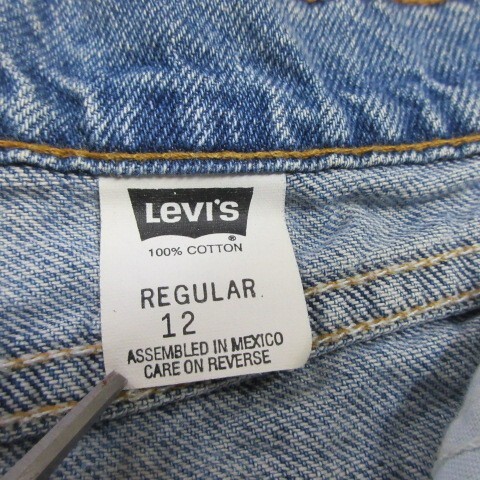 LEVI'S
®
100% COTTON
REGULAR
12
ASSEMBLED IN MEXICO
CARE ON REVERSE